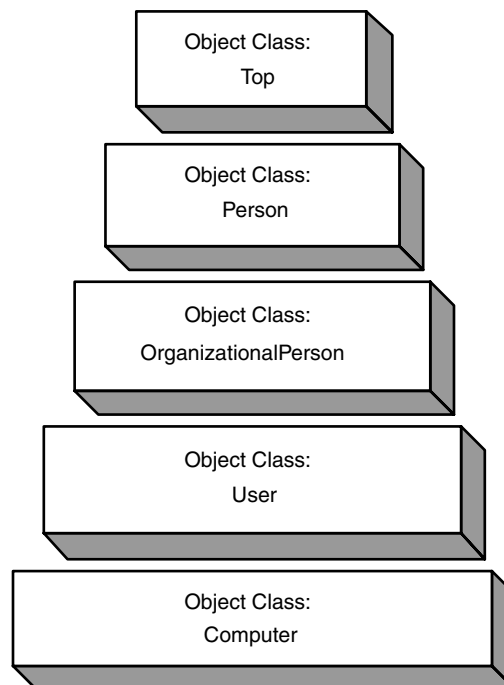 Object Class:
Top
Object Class:
Person
Object Class:
OrganizationalPerson
Object Class:
User
Object Class:
Computer